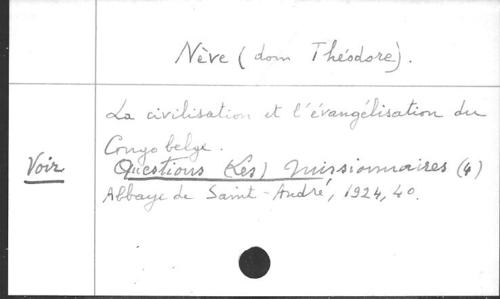 Nève (dom Théodore).
La civilisation et l'évangélisation du
Congo belge.
Voir Questions (Les) missionnaires (4)
Abbaye de Saint-André, 1924, 40.